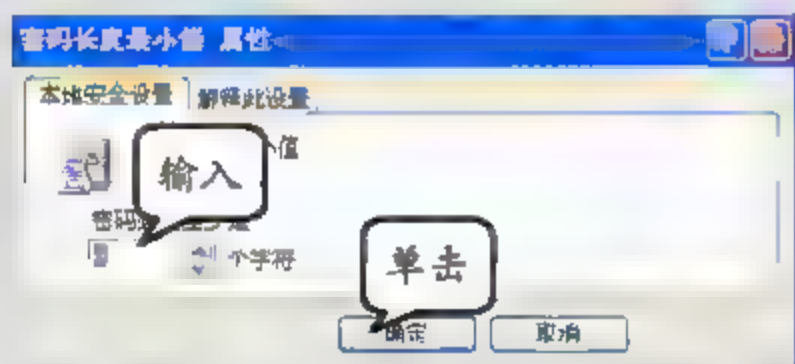 密码长度最小值 属性
本地安全设置 解释此设置
小值
输入
个字符
单击
确定 取消